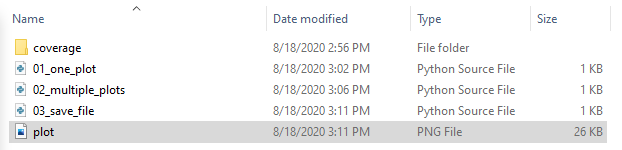 Name Date modified Type Size
coverage 8/18/2020 2:56 PM File folder
01_one_plot 8/18/2020 3:02 PM Python Source File 1 KB
02_multiple_plots 8/18/2020 3:06 PM Python Source File 1 KB
03_save_file 8/18/2020 3:11 PM Python Source File 1 KB
plot 8/18/2020 3:11 PM PNG File 26 KB